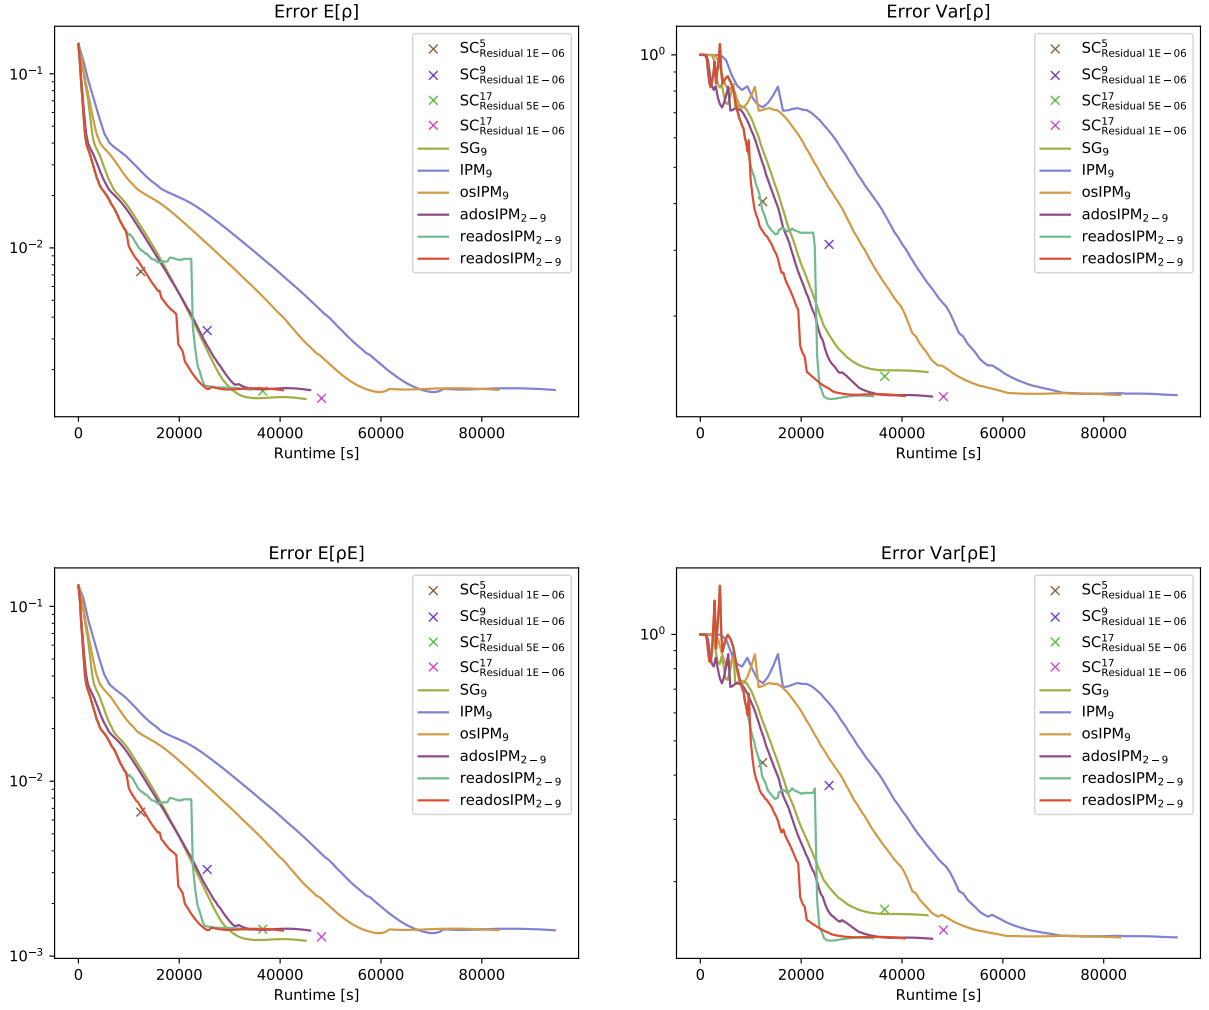 Error E[ρ]
10⁻¹
10⁻²
SC⁵Residual 1E−06
SC⁹Residual 1E−06
SC¹⁷Residual 5E−06
SC¹⁷Residual 1E−06
SG₉
IPM₉
osIPM₉
adosIPM₂₋₉
readosIPM₂₋₉
readosIPM₂₋₉
0 20000 40000 60000 80000
Runtime [s]
Error Var[ρ]
10⁰
SC⁵Residual 1E−06
SC⁹Residual 1E−06
SC¹⁷Residual 5E−06
SC¹⁷Residual 1E−06
SG₉
IPM₉
osIPM₉
adosIPM₂₋₉
readosIPM₂₋₉
readosIPM₂₋₉
0 20000 40000 60000 80000
Runtime [s]
Error E[ρE]
10⁻¹
10⁻²
10⁻³
SC⁵Residual 1E−06
SC⁹Residual 1E−06
SC¹⁷Residual 5E−06
SC¹⁷Residual 1E−06
SG₉
IPM₉
osIPM₉
adosIPM₂₋₉
readosIPM₂₋₉
readosIPM₂₋₉
0 20000 40000 60000 80000
Runtime [s]
Error Var[ρE]
10⁰
SC⁵Residual 1E−06
SC⁹Residual 1E−06
SC¹⁷Residual 5E−06
SC¹⁷Residual 1E−06
SG₉
IPM₉
osIPM₉
adosIPM₂₋₉
readosIPM₂₋₉
readosIPM₂₋₉
0 20000 40000 60000 80000
Runtime [s]